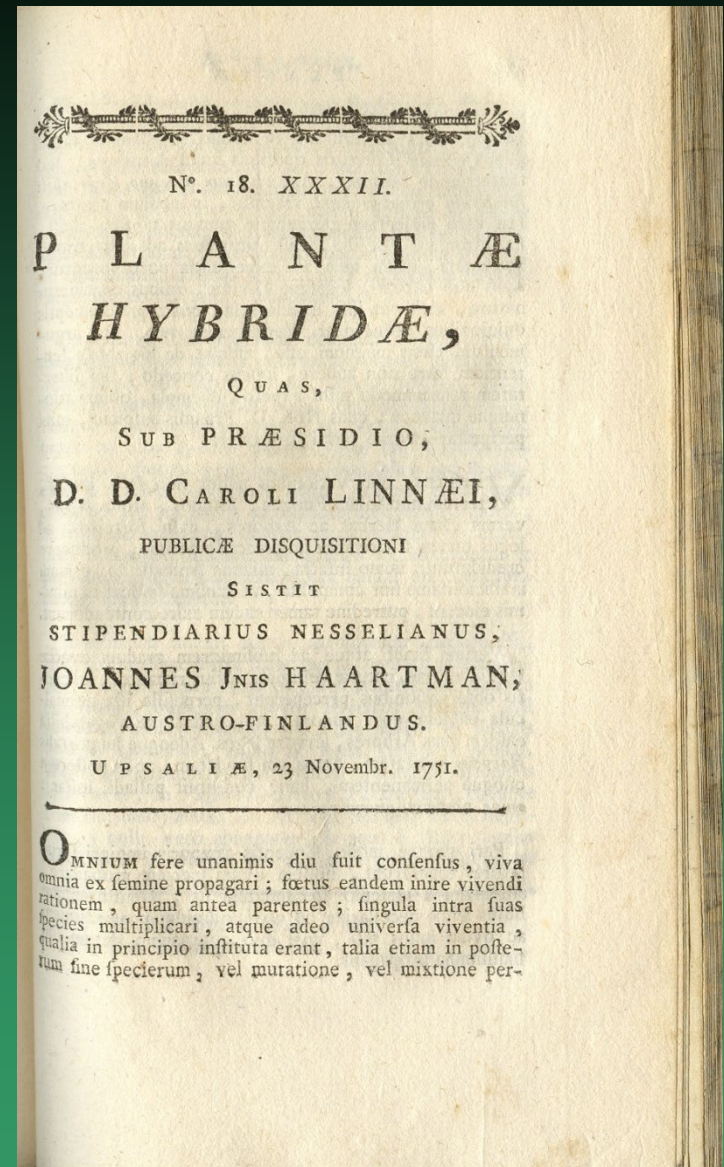 Nº. 18. XXXII.
PLANTÆ
HYBRIDÆ,
QUAS,
SUB PRÆSIDIO,
D. D. CAROLI LINNÆI,
PUBLICÆ DISQUISITIONI
SISTIT
STIPENDIARIUS NESSELIANUS,
JOANNES JNIS HAARTMAN,
AUSTRO-FINLANDUS.
UPSALIÆ, 23 Novembr. 1751.
OMNIUM fere unanimis diu fuit conſenſus, viva
omnia ex ſemine propagari; fœtus eandem inire vivendi
rationem, quam antea parentes; ſingula intra ſuas
ſpecies multiplicari, atque adeo univerſa viventia,
qualia in principio inſtituta erant, talia etiam in poſte-
rum ſine ſpecierum, vel mutatione, vel mixtione per-